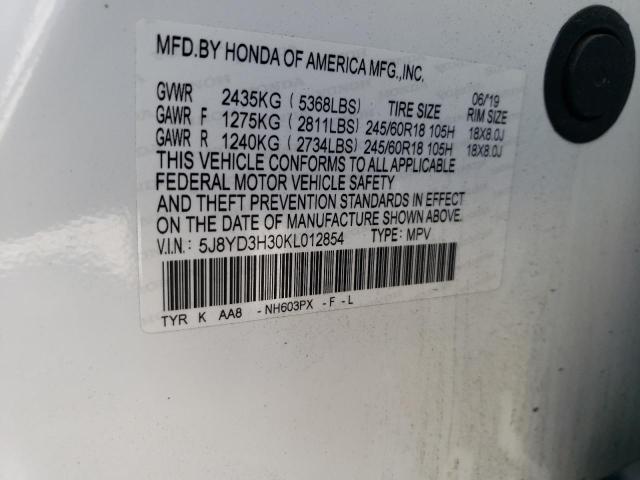 MFD.BY HONDA OF AMERICA MFG.,INC.
06/19
GVWR 2435KG (5368LBS) TIRE SIZE RIM SIZE
GAWR F 1275KG (2811LBS) 245/60R18 105H 18X8.0J
GAWR R 1240KG (2734LBS) 245/60R18 105H 18X8.0J
THIS VEHICLE CONFORMS TO ALL APPLICABLE
FEDERAL MOTOR VEHICLE SAFETY
AND THEFT PREVENTION STANDARDS IN EFFECT
ON THE DATE OF MANUFACTURE SHOWN ABOVE.
V.I.N: 5J8YD3H30KL012854 TYPE: MPV
TYR K AA8 -NH603PX -F-L